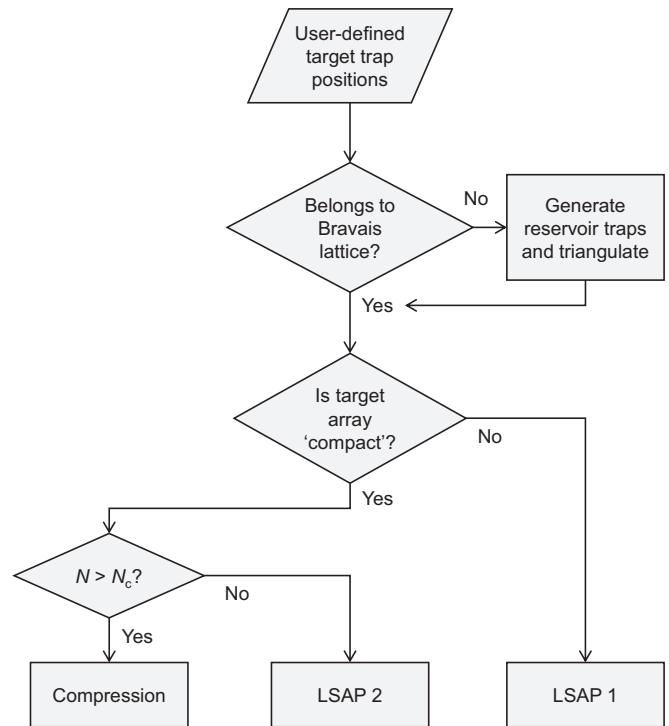 User-defined
target trap
positions
Belongs to
Bravais
lattice?
No
Generate
reservoir traps
and triangulate
Yes
Is target
array
‘compact’?
No
Yes
N > Nc?
No
Yes
Compression
LSAP 2
LSAP 1